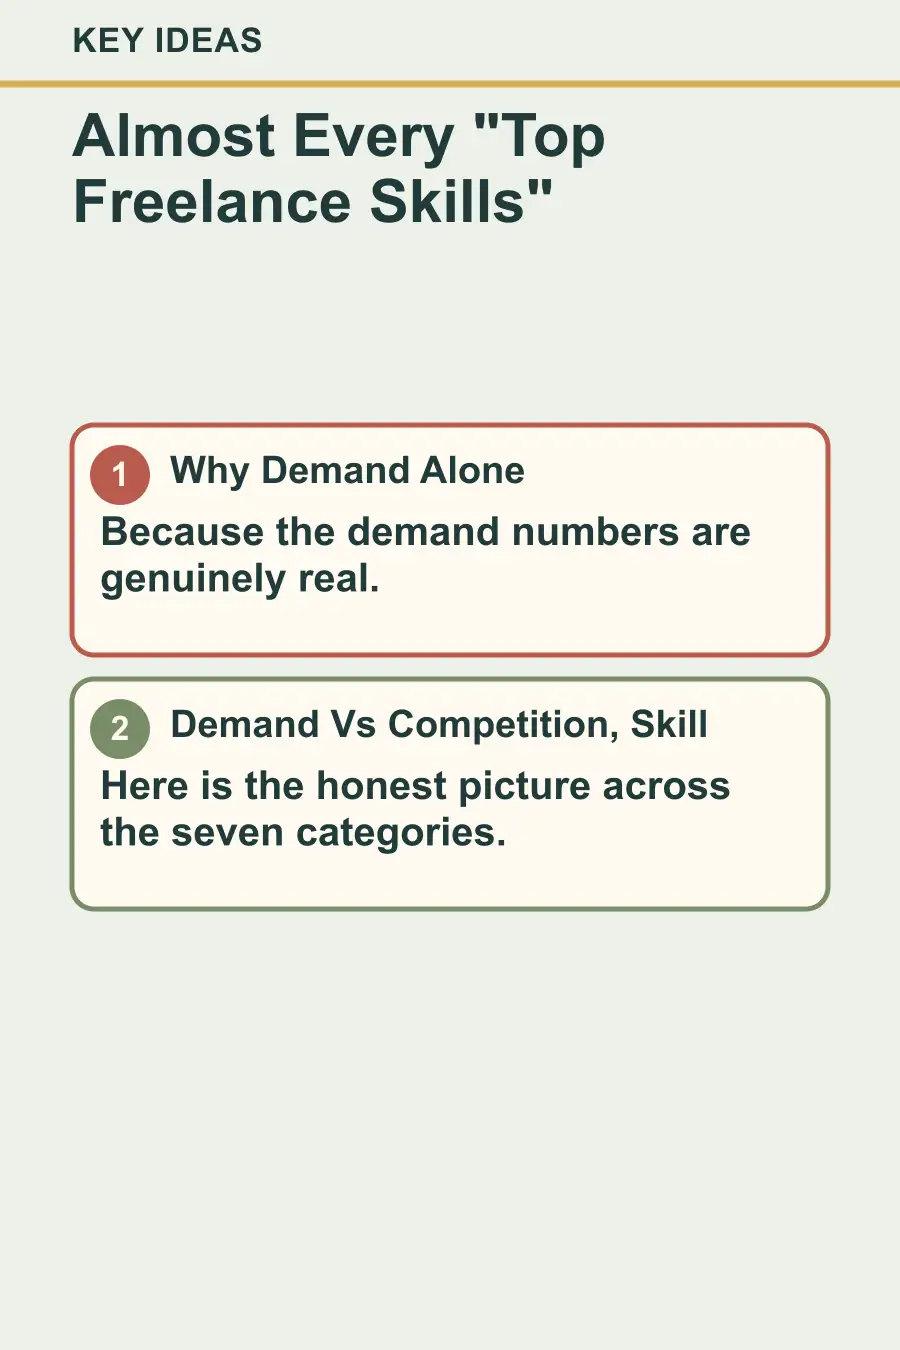 KEY IDEAS
Almost Every "Top
Freelance Skills"
1 Why Demand Alone
Because the demand numbers are
genuinely real.
2 Demand Vs Competition, Skill
Here is the honest picture across
the seven categories.